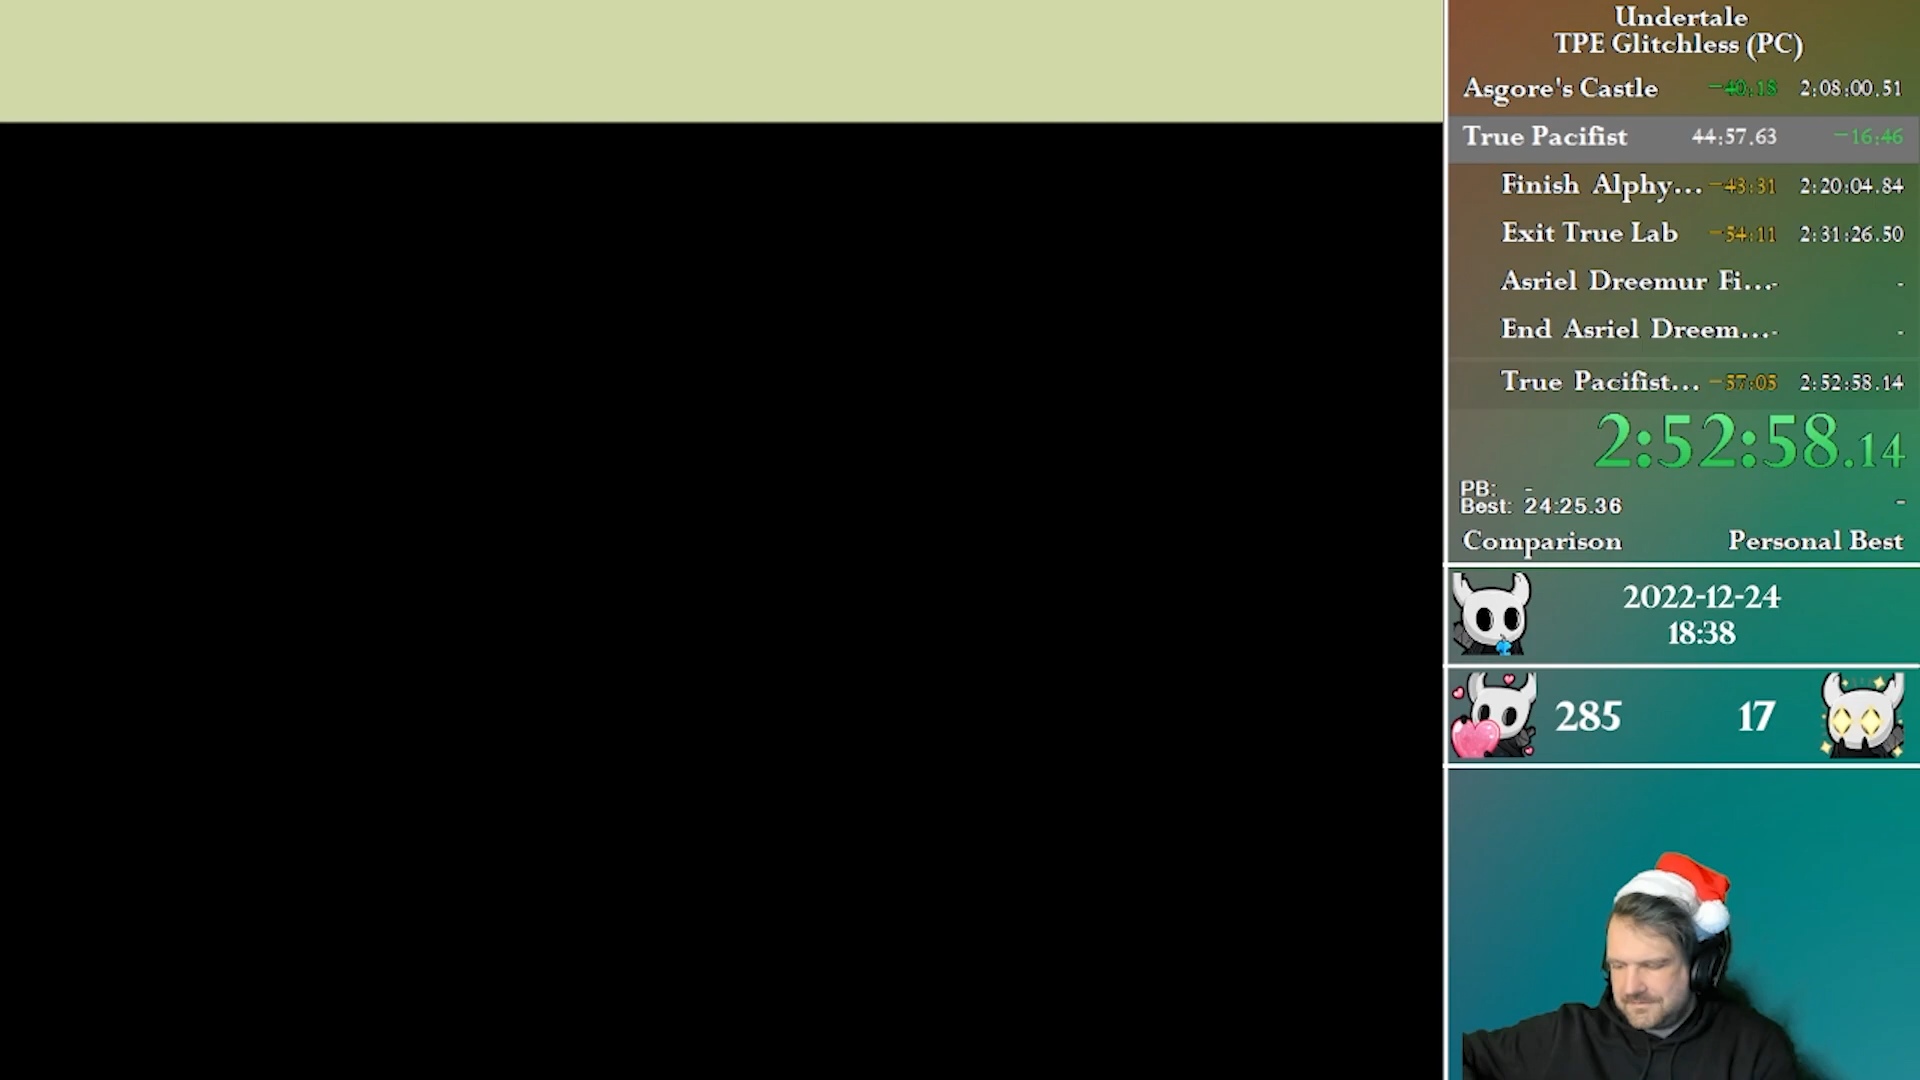 Undertale
TPE Glitchless (PC)
Asgore's Castle −40:18 2:08:00.51
True Pacifist 44:57.63 −16:46
Finish Alphy... −43:31 2:20:04.84
Exit True Lab −54:11 2:31:26.50
Asriel Dreemur Fi...- -
End Asriel Dreem...- -
True Pacifist... −57:05 2:52:58.14
2:52:58.14
PB: - -
Best: 24:25.36
Comparison Personal Best
2022-12-24
18:38
285 17